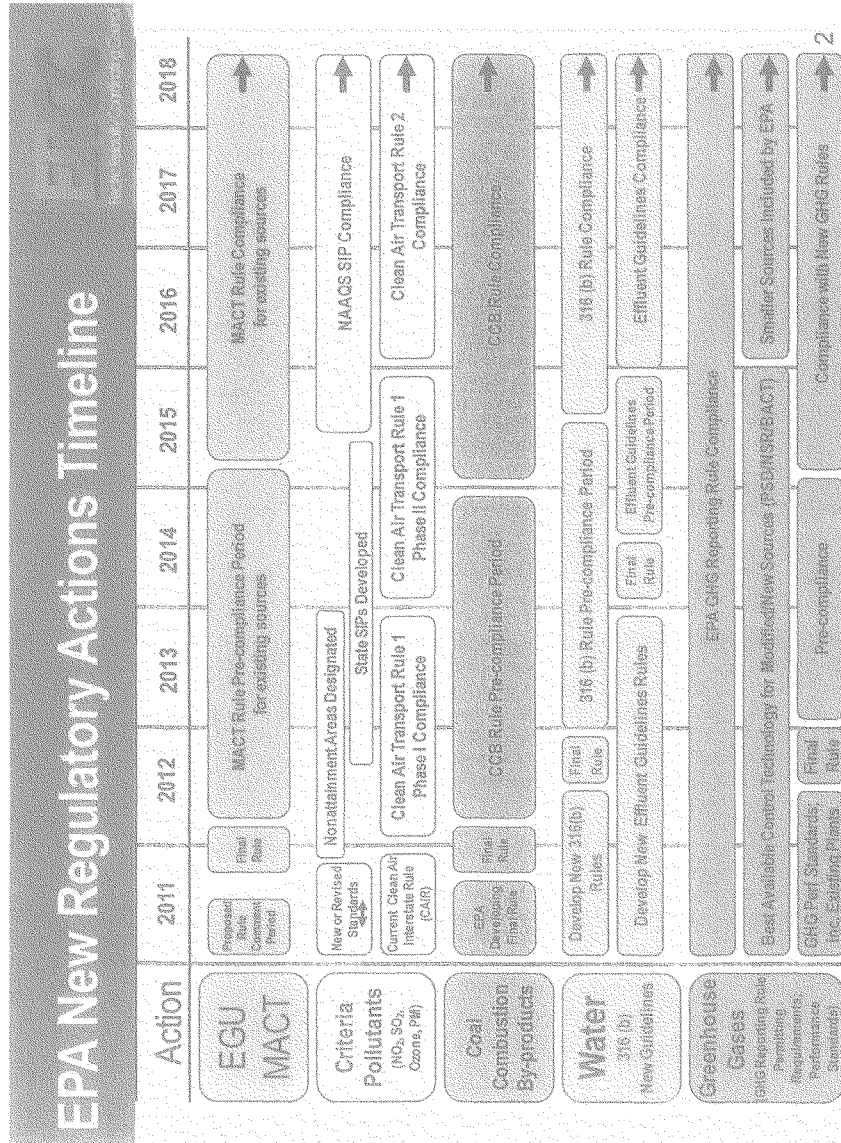 EPA New Regulatory Actions Timeline
Action
2011
2012
2013
2014
2015
2016
2017
2018
EGU
MACT
Proposed
Rule
Comment
Period
Final
Rule
MACT Rule Pre-compliance Period
for existing sources
MACT Rule Compliance
for existing sources
Criteria
Pollutants
(NO2, SO2,
Ozone, PM)
New or Revised
Standards
Nonattainment Areas Designated
State SIPs Developed
NAAQS SIP Compliance
Current Clean Air
Interstate Rule
(CAIR)
Clean Air Transport Rule 1
Phase I Compliance
Clean Air Transport Rule 1
Phase II Compliance
Clean Air Transport Rule 2
Compliance
Coal
Combustion
By-products
EPA
Developing
Final Rule
Final
Rule
CCB Rule Pre-compliance Period
CCB Rule Compliance
Water
316 (b)
New Guidelines
Develop New 316(b)
Rules
Final
Rule
316 (b) Rule Pre-compliance Period
316 (b) Rule Compliance
Develop New Effluent Guidelines Rules
Final
Rule
Effluent Guidelines
Pre-compliance Period
Effluent Guidelines Compliance
Greenhouse
Gases
(GHG Reporting Rule
Permit
Requirements,
Performance
Standards)
EPA GHG Reporting Rule Compliance
Best Available Control Technology for Modified/New Sources (PSD/NSR/BACT)
Smaller Sources Included by EPA
GHG Perf Standards,
Inc. Existing Plants
Final
Rule
Pre-compliance
Compliance with New GHG Rules
2